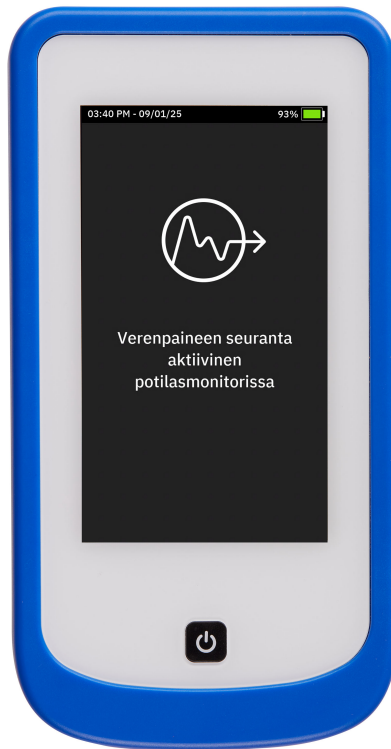 03:40 PM - 09/01/25 93%
Verenpaineen seuranta
aktiivinen
potilasmonitorissa